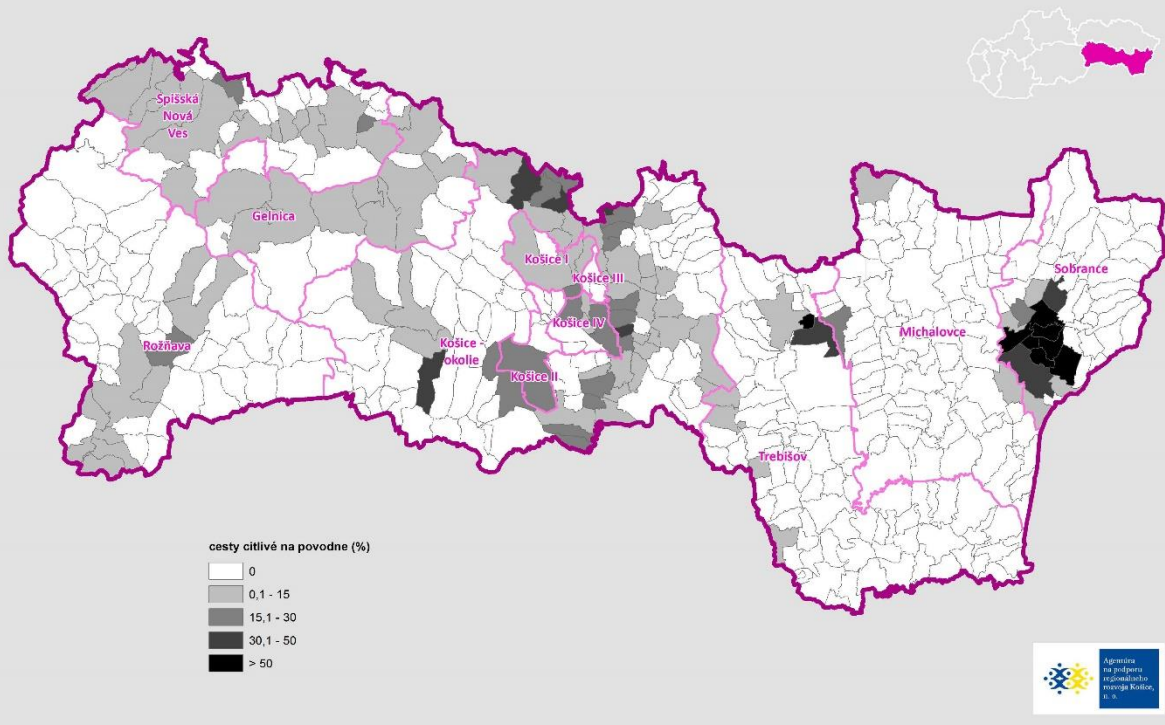 Spišská
Nová
Ves
Gelnica
Košice I
Košice III
Košice IV
Košice -
okolie
Košice II
Rožňava
Sobrance
Michalovce
Trebišov
cesty citlivé na povodne (%)
0
0,1 - 15
15,1 - 30
30,1 - 50
> 50
Agentúra
na podporu
regionálneho
rozvoja Košice,
n. o.